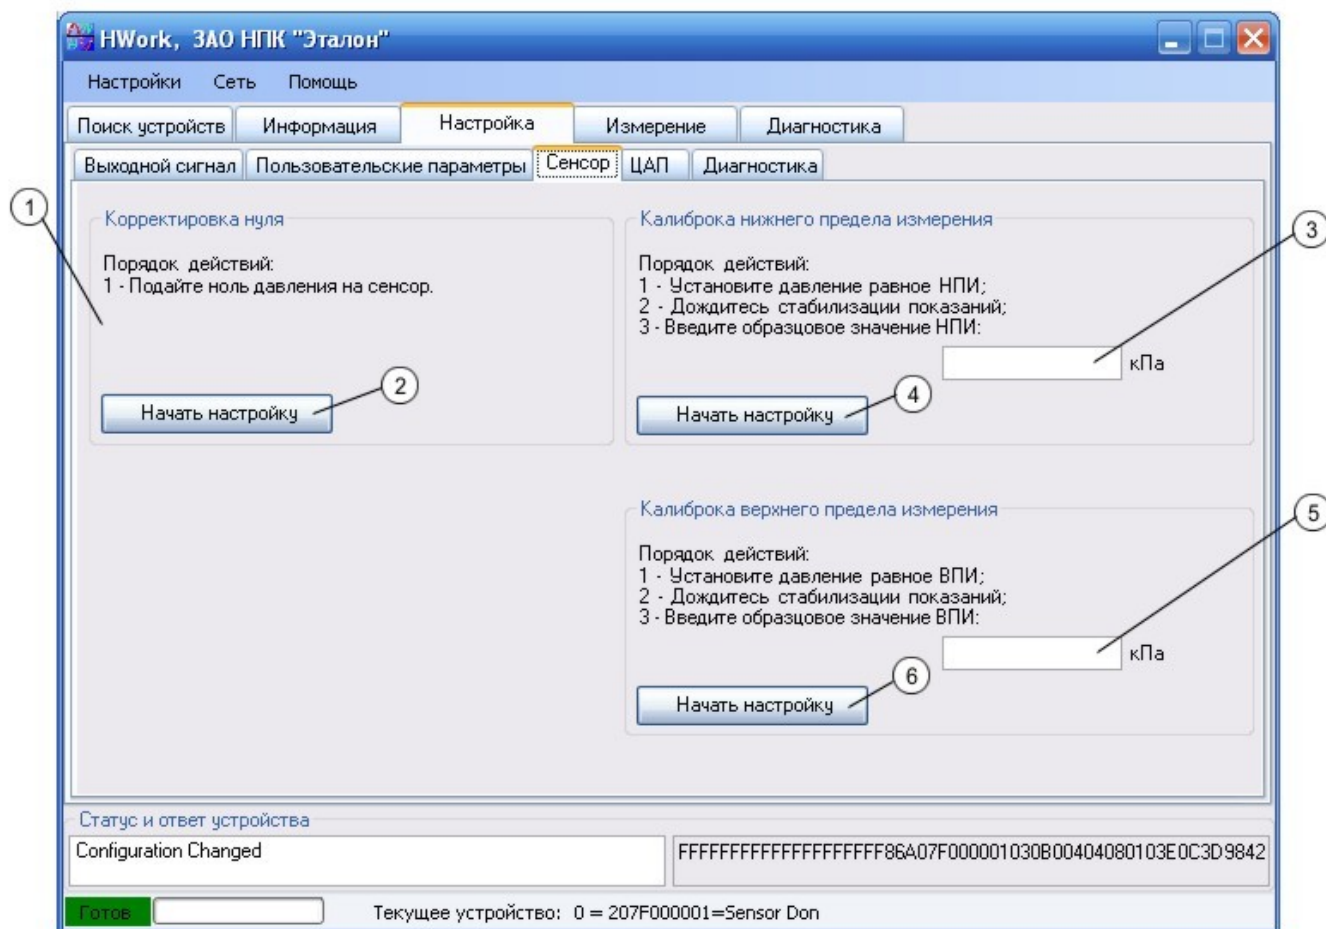 HWork, ЗАО НПК "Эталон"
Настройки Сеть Помощь
Поиск устройств Информация Настройка Измерение Диагностика
Выходной сигнал Пользовательские параметры Сенсор ЦАП Диагностика
1
Корректировка нуля
Порядок действий:
1 - Подайте ноль давления на сенсор.
2
Начать настройку
Калиброка нижнего предела измерения
3
Порядок действий:
1 - Установите давление равное НПИ;
2 - Дождитесь стабилизации показаний;
3 - Введите образцовое значение НПИ:
кПа
4
Начать настройку
Калиброка верхнего предела измерения
5
Порядок действий:
1 - Установите давление равное ВПИ;
2 - Дождитесь стабилизации показаний;
3 - Введите образцовое значение ВПИ:
кПа
6
Начать настройку
Статус и ответ устройства
Configuration Changed
FFFFFFFFFFFFFFFFFFFF86A07F000001030B00404080103E0C3D9842
Готов
Текущее устройство: 0 = 207F000001=Sensor Don